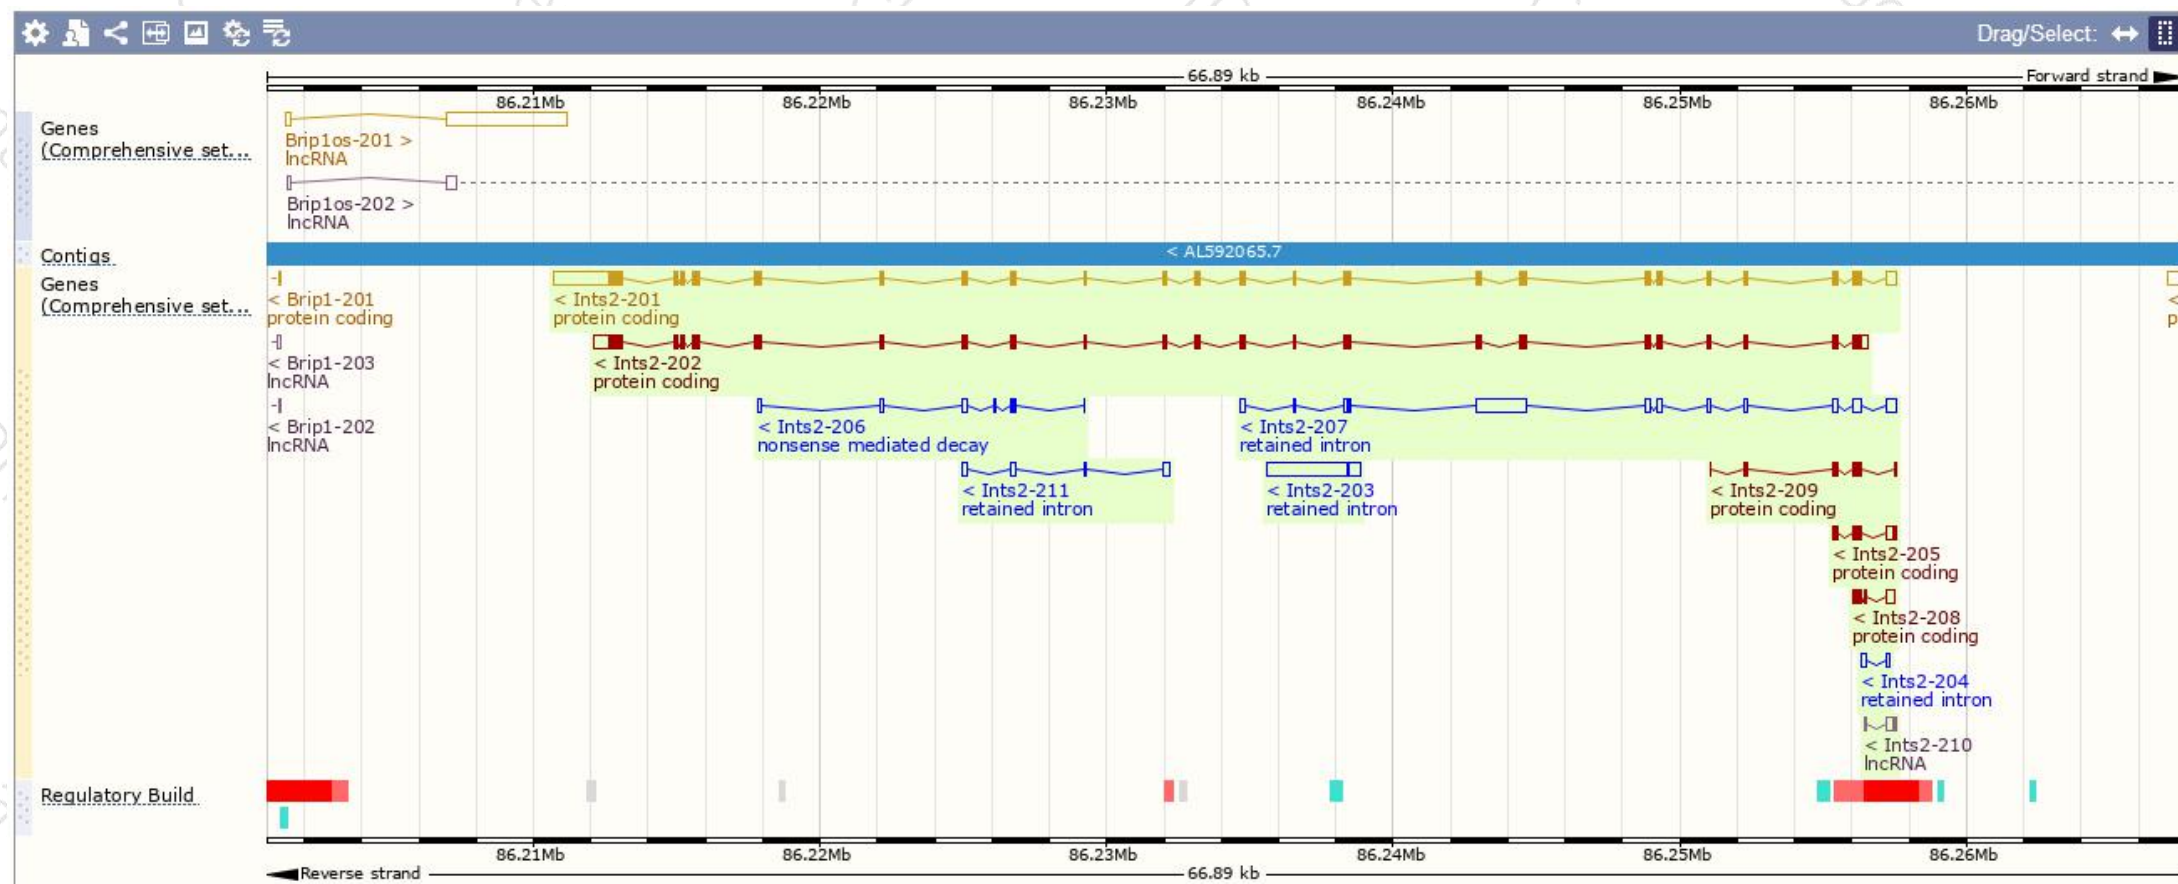 Drag/Select:
66.89 kb
Forward strand
86.21Mb 86.22Mb 86.23Mb 86.24Mb 86.25Mb 86.26Mb
Genes
(Comprehensive set...
Brip1os-201 >
lncRNA
Brip1os-202 >
lncRNA
Contigs
< AL592065.7
Genes
(Comprehensive set...
< Brip1-201
protein coding
< Ints2-201
protein coding
<
p
< Brip1-203
lncRNA
< Ints2-202
protein coding
< Brip1-202
lncRNA
< Ints2-206
nonsense mediated decay
< Ints2-207
retained intron
< Ints2-211
retained intron
< Ints2-203
retained intron
< Ints2-209
protein coding
< Ints2-205
protein coding
< Ints2-208
protein coding
< Ints2-204
retained intron
< Ints2-210
lncRNA
Regulatory Build
86.21Mb 86.22Mb 86.23Mb 86.24Mb 86.25Mb 86.26Mb
Reverse strand
66.89 kb